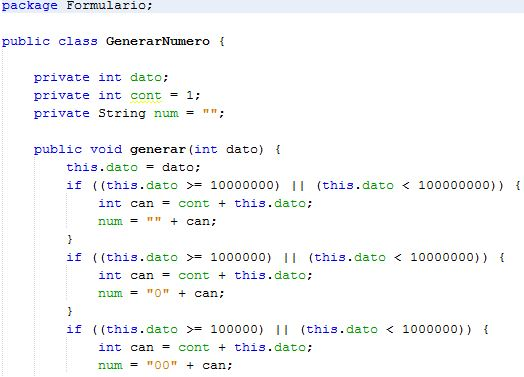 package Formulario;
public class GenerarNumero {
private int dato;
private int cont = 1;
private String num = "";
public void generar(int dato) {
this.dato = dato;
if ((this.dato >= 10000000) || (this.dato < 100000000)) {
int can = cont + this.dato;
num = "" + can;
}
if ((this.dato >= 1000000) || (this.dato < 10000000)) {
int can = cont + this.dato;
num = "0" + can;
}
if ((this.dato >= 100000) || (this.dato < 1000000)) {
int can = cont + this.dato;
num = "00" + can;